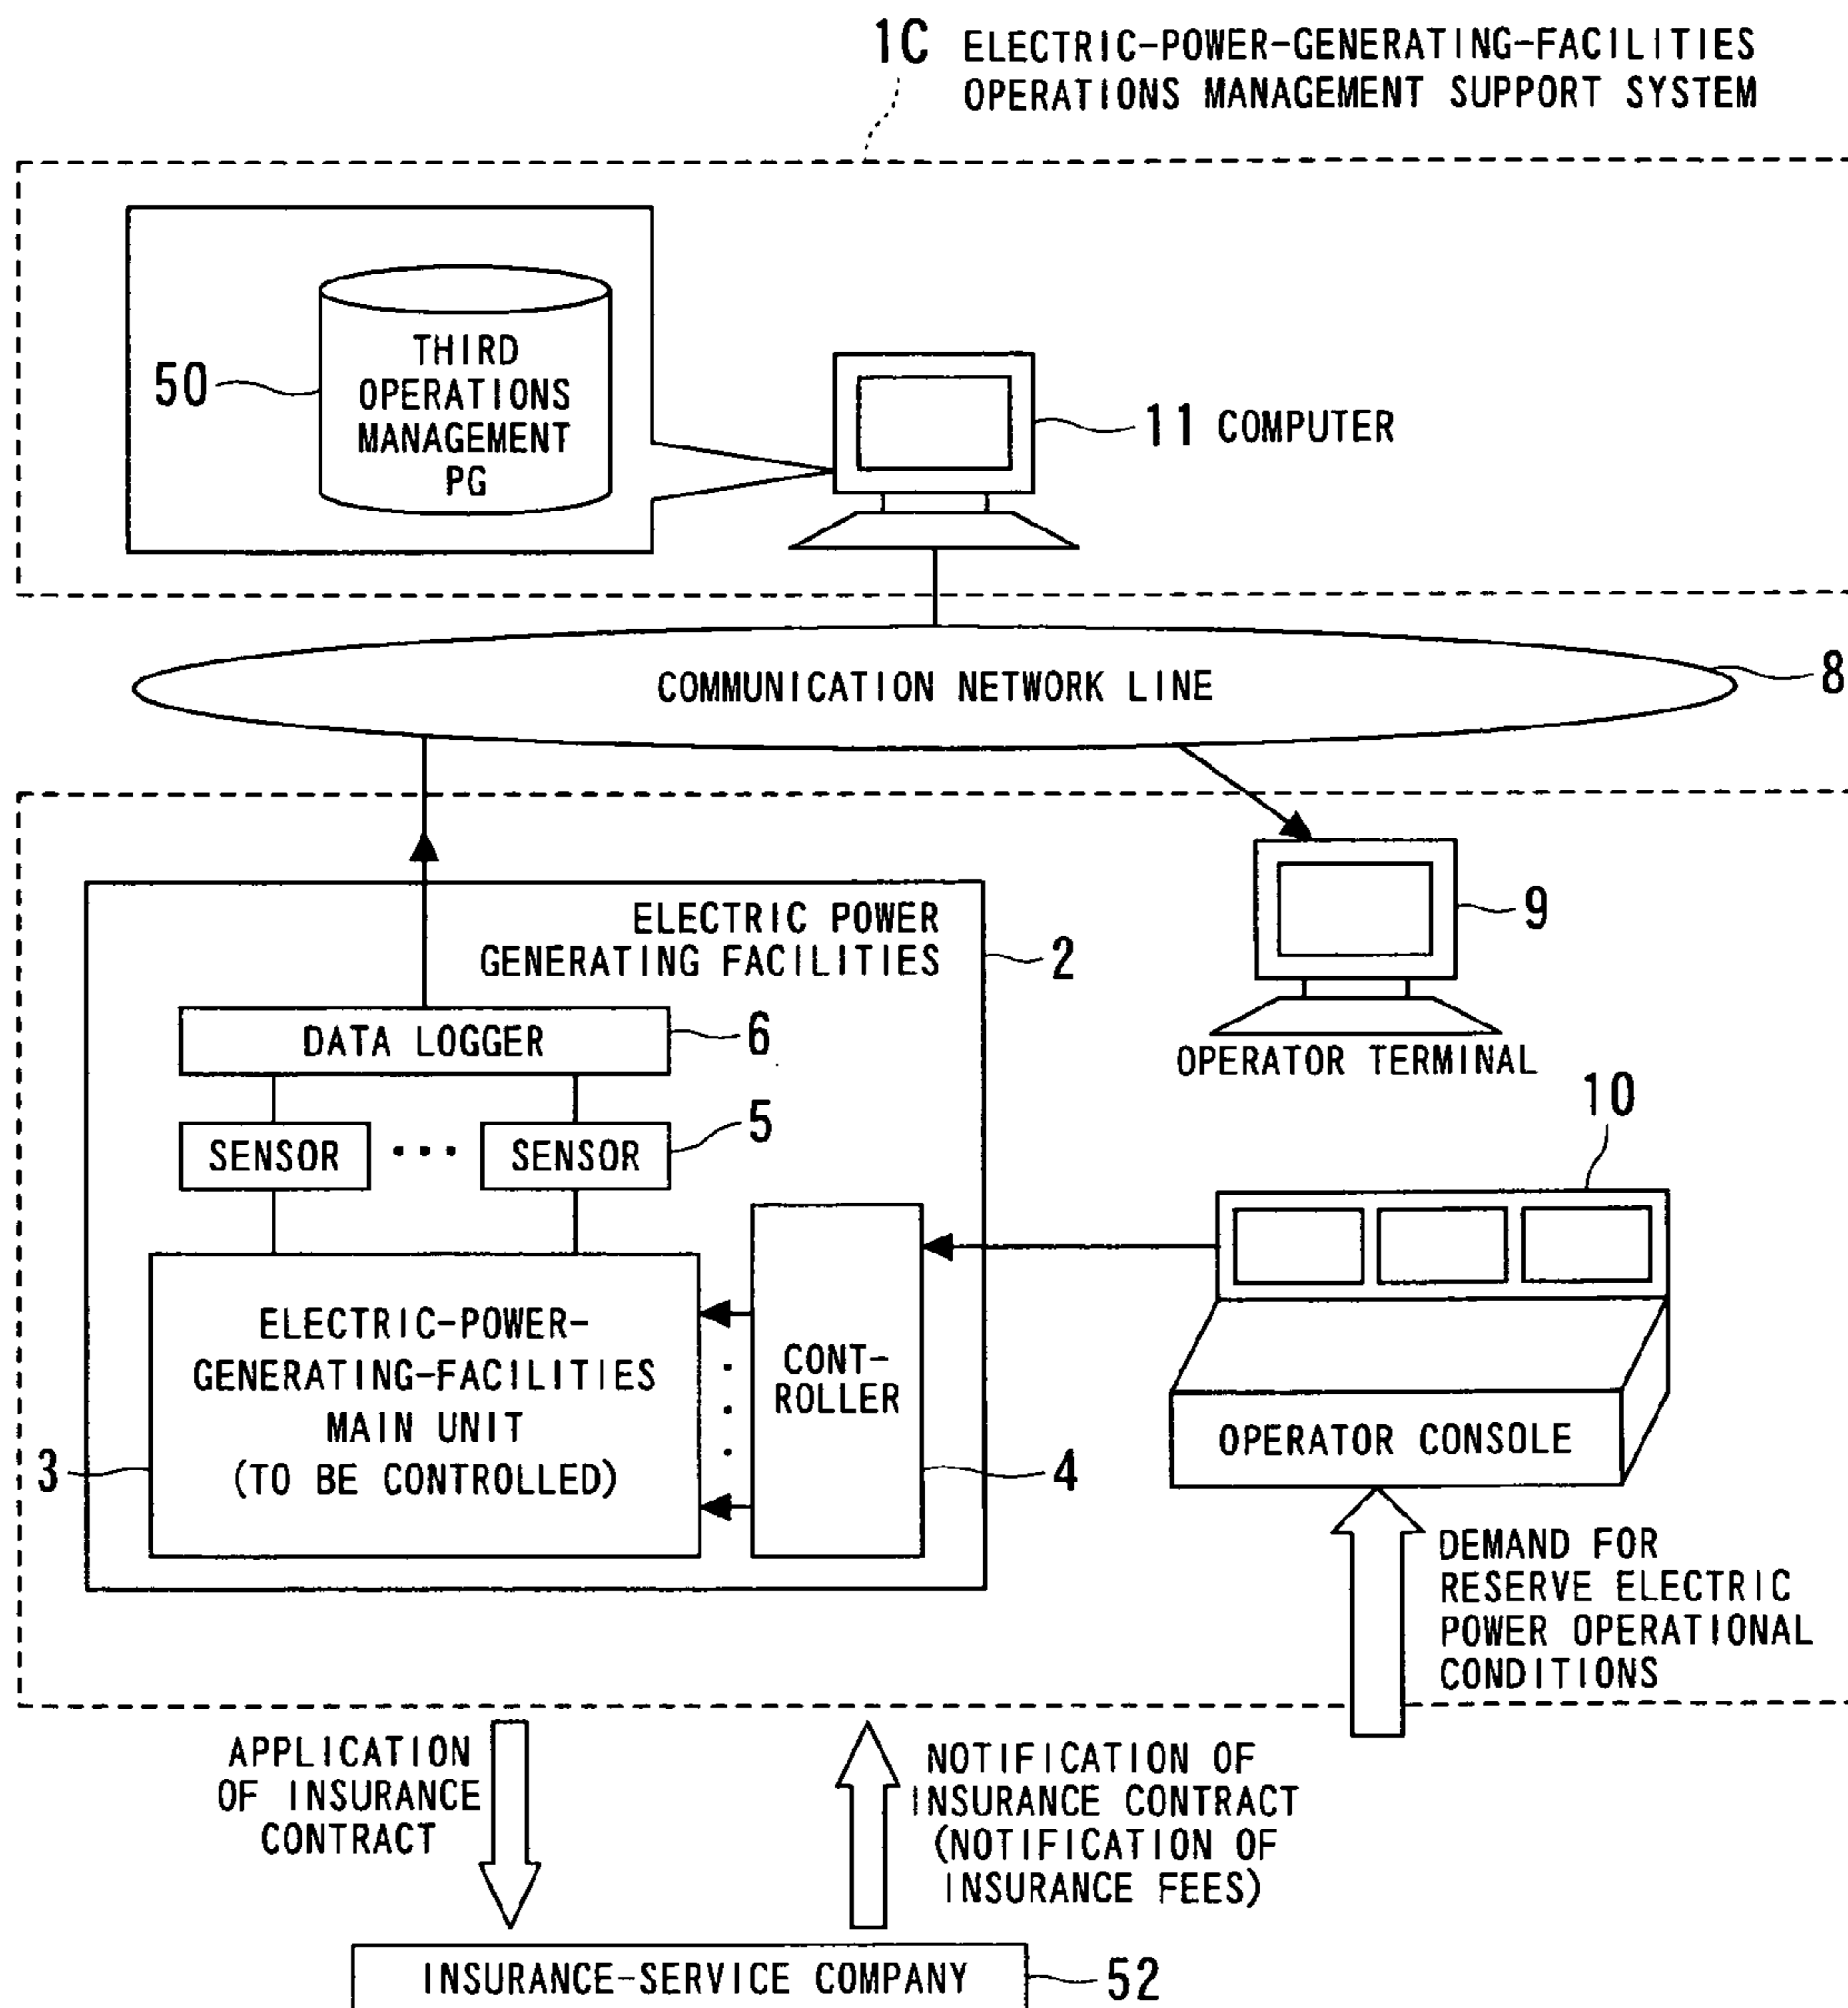 1C ELECTRIC-POWER-GENERATING-FACILITIES
OPERATIONS MANAGEMENT SUPPORT SYSTEM
THIRD
OPERATIONS
MANAGEMENT
PG
50
11 COMPUTER
COMMUNICATION NETWORK LINE
8
ELECTRIC POWER
GENERATING FACILITIES
2
9
DATA LOGGER
6
OPERATOR TERMINAL
SENSOR
...
SENSOR
5
10
ELECTRIC-POWER-
GENERATING-FACILITIES
MAIN UNIT
(TO BE CONTROLLED)
3
CONT-
ROLLER
4
OPERATOR CONSOLE
DEMAND FOR
RESERVE ELECTRIC
POWER OPERATIONAL
CONDITIONS
APPLICATION
OF INSURANCE
CONTRACT
NOTIFICATION OF
INSURANCE CONTRACT
(NOTIFICATION OF
INSURANCE FEES)
INSURANCE-SERVICE COMPANY
52